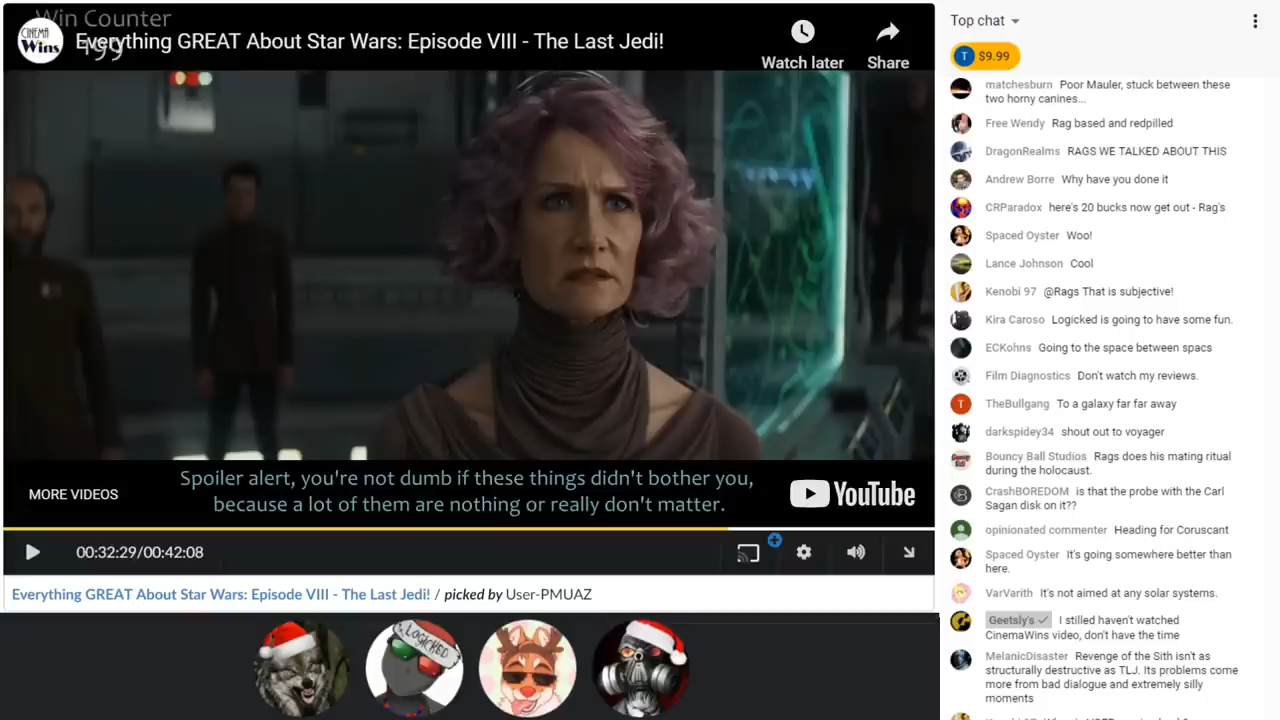 Win Counter
199
CINEMA
Wins
Everything GREAT About Star Wars: Episode VIII - The Last Jedi!
Watch later
Share
Spoiler alert, you're not dumb if these things didn't bother you,
because a lot of them are nothing or really don't matter.
MORE VIDEOS
YouTube
00:32:29/00:42:08
Everything GREAT About Star Wars: Episode VIII - The Last Jedi! / picked by User-PMUAZ
LOGICKED
Top chat
T $9.99
matchesburn Poor Mauler, stuck between these
two horny canines...
Free Wendy Rag based and redpilled
DragonRealms RAGS WE TALKED ABOUT THIS
Andrew Borre Why have you done it
CRParadox here's 20 bucks now get out - Rag's
Spaced Oyster Woo!
Lance Johnson Cool
Kenobi 97 @Rags That is subjective!
Kira Caroso Logicked is going to have some fun.
ECKohns Going to the space between spacs
Film Diagnostics Don't watch my reviews.
T TheBullgang To a galaxy far far away
darkspidey34 shout out to voyager
Bouncy Ball Studios Rags does his mating ritual
during the holocaust.
CrashBOREDOM is that the probe with the Carl
Sagan disk on it??
opinionated commenter Heading for Coruscant
Spaced Oyster It's going somewhere better than
here.
VarVarith It's not aimed at any solar systems.
Geetsly's I stilled haven't watched
CinemaWins video, don't have the time
MelanicDisaster Revenge of the Sith isn't as
structurally destructive as TLJ. Its problems come
more from bad dialogue and extremely silly
moments